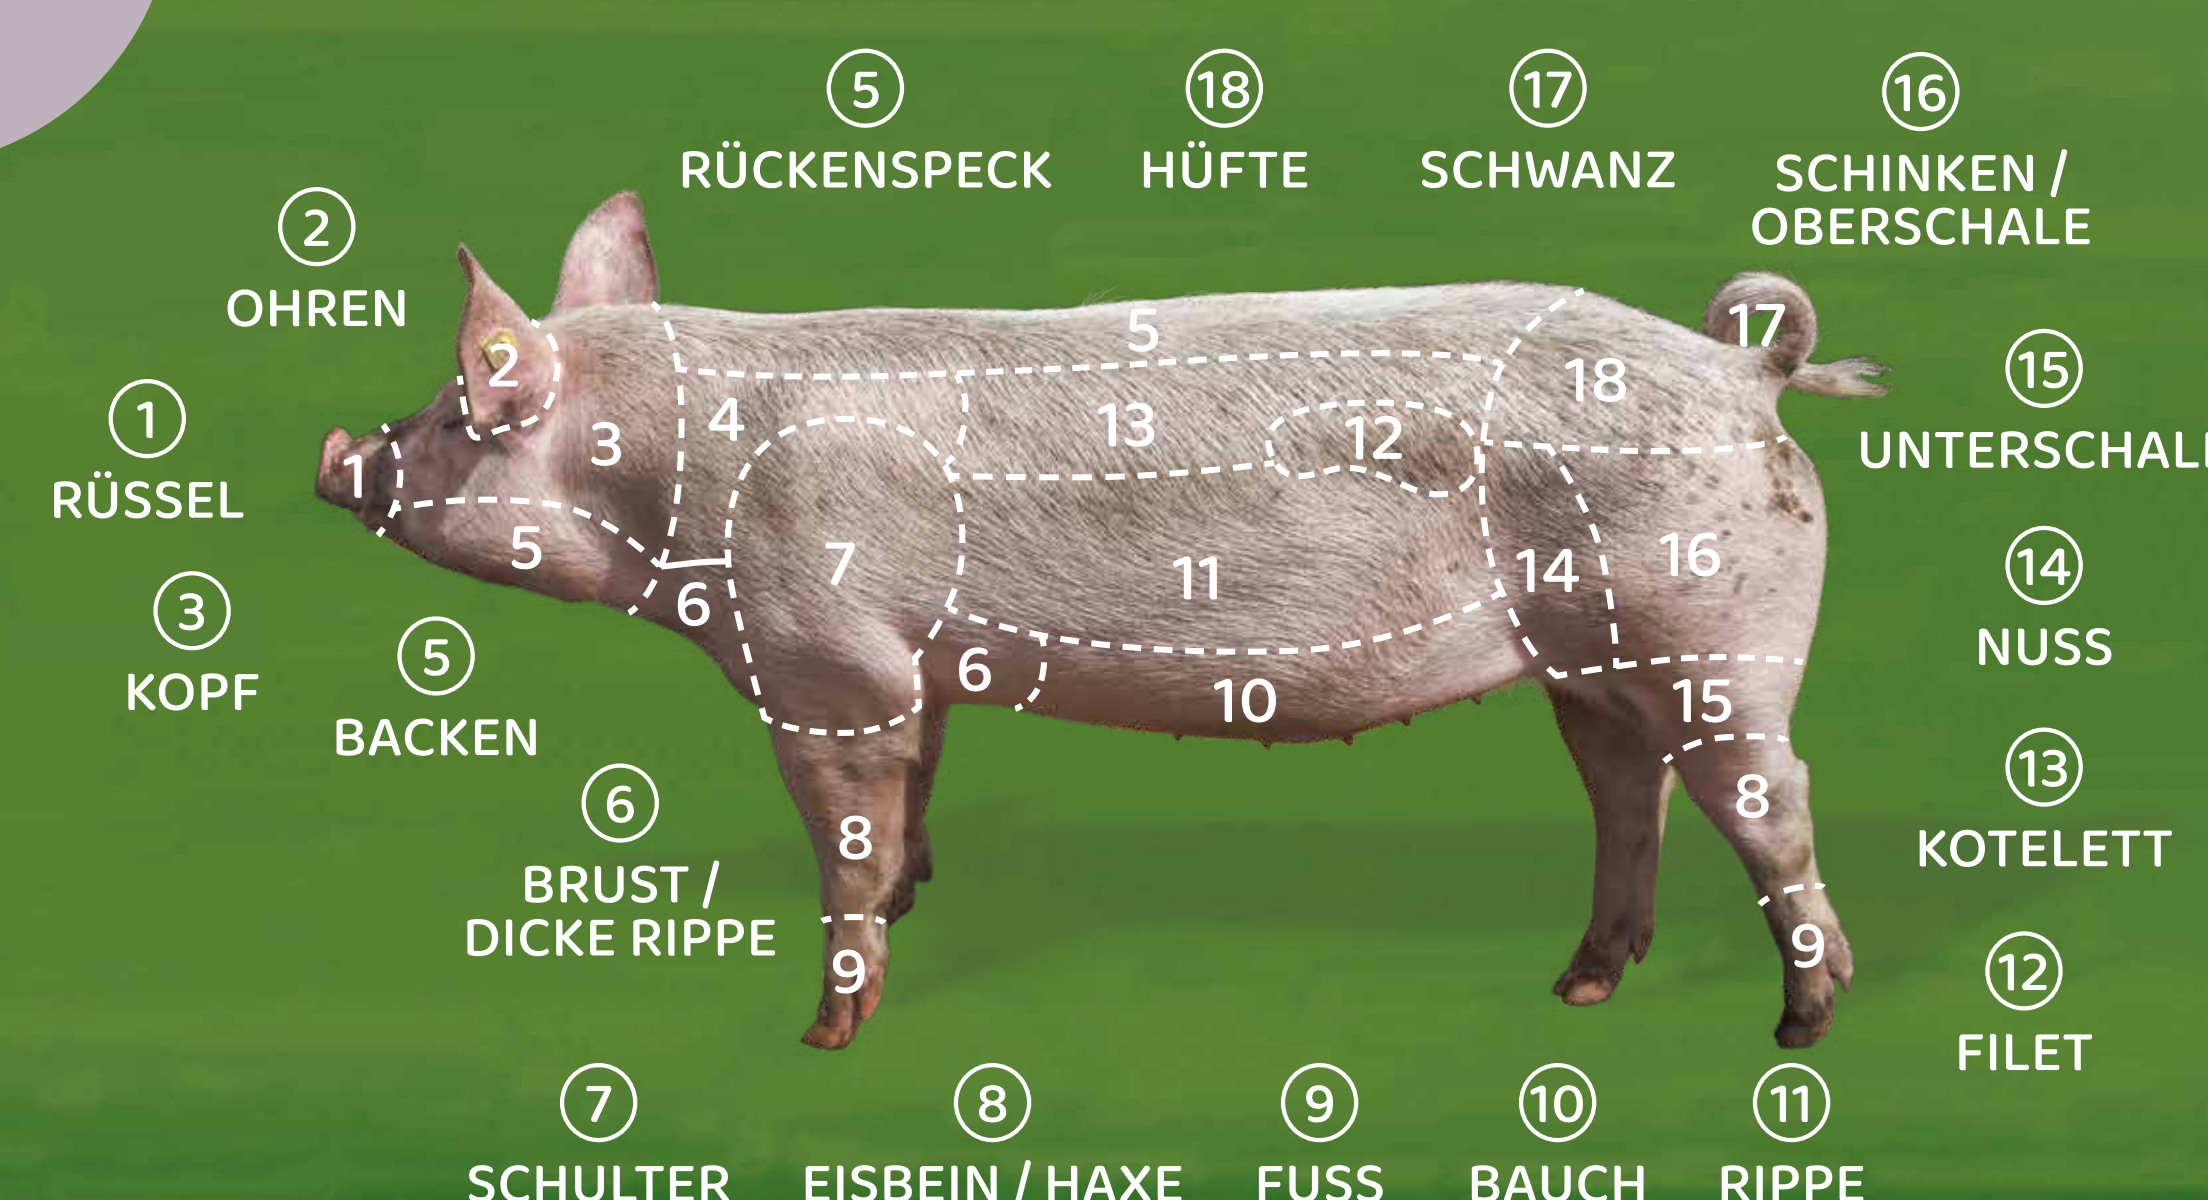 5
RÜCKENSPECK
18
HÜFTE
17
SCHWANZ
16
SCHINKEN /
OBERSCHALE
2
OHREN
1
RÜSSEL
3
KOPF
5
BACKEN
6
BRUST /
DICKE RIPPE
15
UNTERSCHAL
14
NUSS
13
KOTELETT
12
FILET
7
SCHULTER
8
EISBEIN / HAXE
9
FUSS
10
BAUCH
11
RIPPE
1
2
3
4
5
5
6
6
7
8
9
10
11
12
13
14
15
16
17
18
8
9